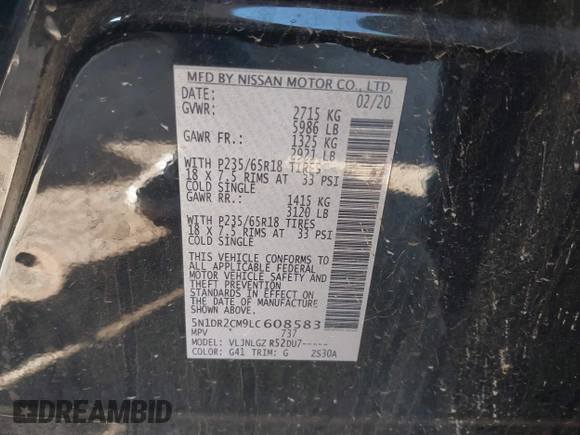 MFD BY NISSAN MOTOR CO., LTD.
DATE: 02/20
GVWR: 2715 KG
5986 LB
GAWR FR.: 1325 KG
2921 LB
WITH P235/65R18 TIRES
18 X 7.5 RIMS AT 33 PSI
COLD SINGLE
GAWR RR.: 1415 KG
3120 LB
WITH P235/65R18 TIRES
18 X 7.5 RIMS AT 33 PSI
COLD SINGLE
THIS VEHICLE CONFORMS TO
ALL APPLICABLE FEDERAL
MOTOR VEHICLE SAFETY AND
THEFT PREVENTION
STANDARDS IN EFFECT ON
THE DATE OF MANUFACTURE
SHOWN ABOVE.
5N1DR2CM9LC608583
MPV 737
MODEL: VLJNLGZ R52DU7-----
COLOR: G41 TRIM: G ZS30A
DREAMBID